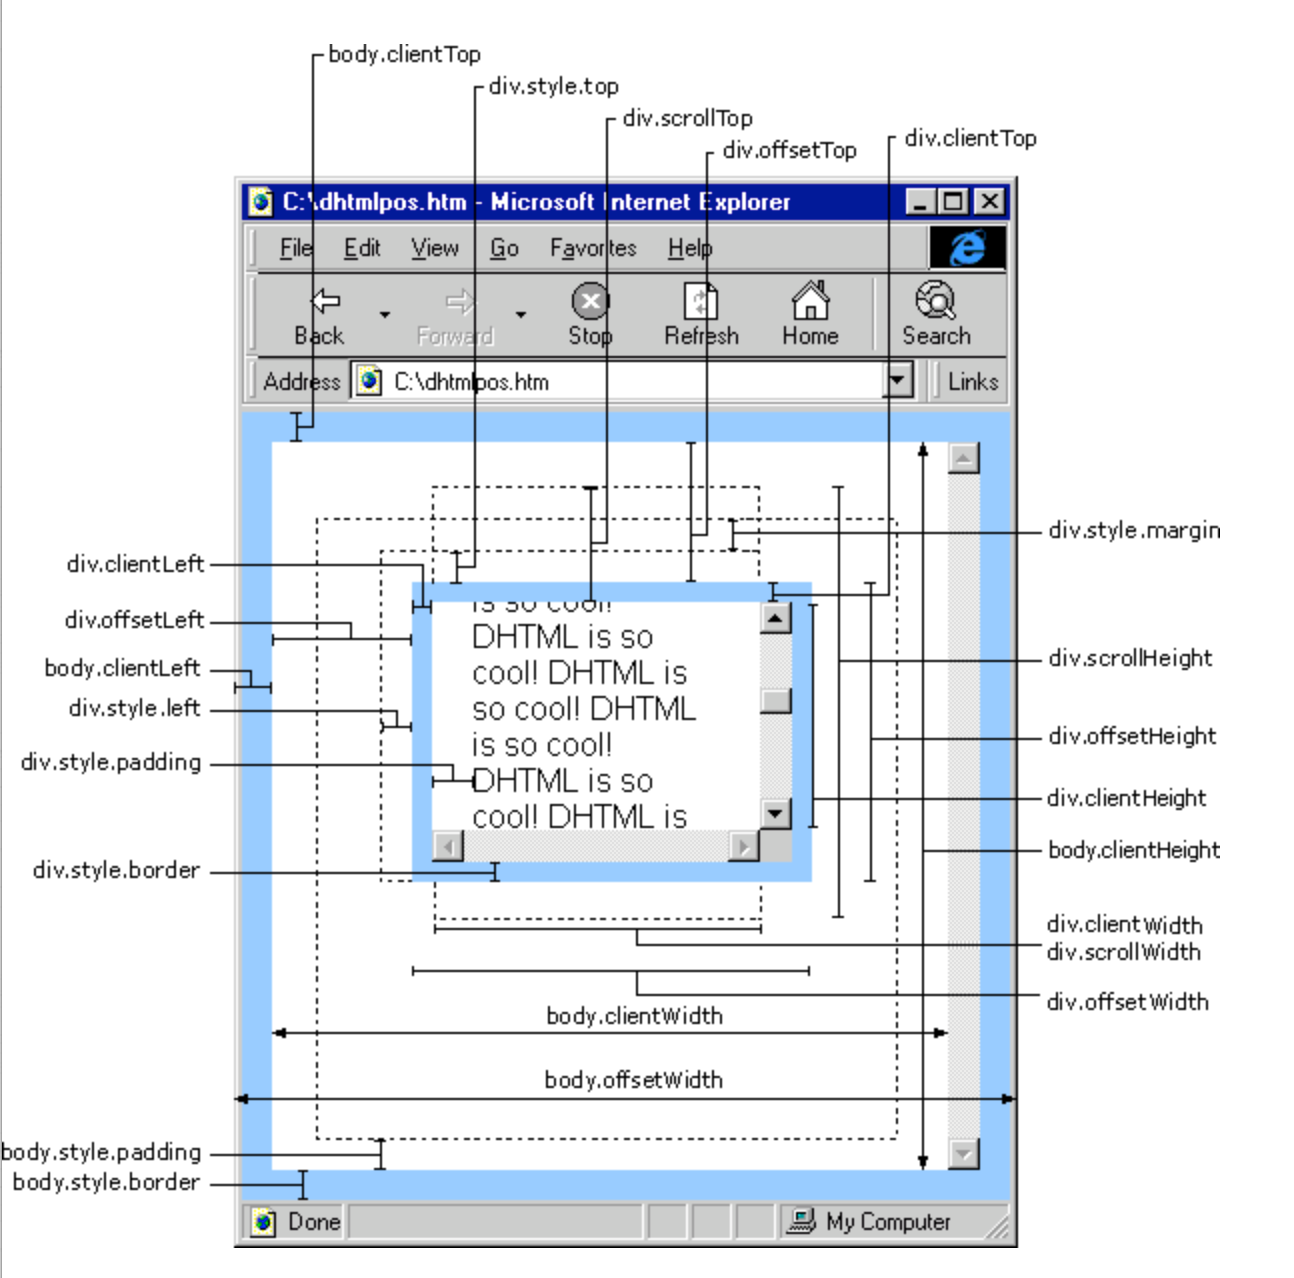 body.clientTop
div.style.top
div.scrollTop
div.clientTop
div.offsetTop
C:\dhtmlpos.htm - Microsoft Internet Explorer
File Edit View Go Favorites Help
Back Forward Stop Refresh Home Search
Address C:\dhtmlpos.htm Links
div.style.margin
div.clientLeft
div.offsetLeft
body.clientLeft
div.style.left
div.style.padding
div.style.border
is so cool!
DHTML is so
cool! DHTML is
so cool! DHTML
is so cool!
DHTML is so
cool! DHTML is
div.scrollHeight
div.offsetHeight
div.clientHeight
body.clientHeight
div.clientWidth
div.scrollWidth
div.offsetWidth
body.clientWidth
body.offsetWidth
body.style.padding
body.style.border
Done My Computer